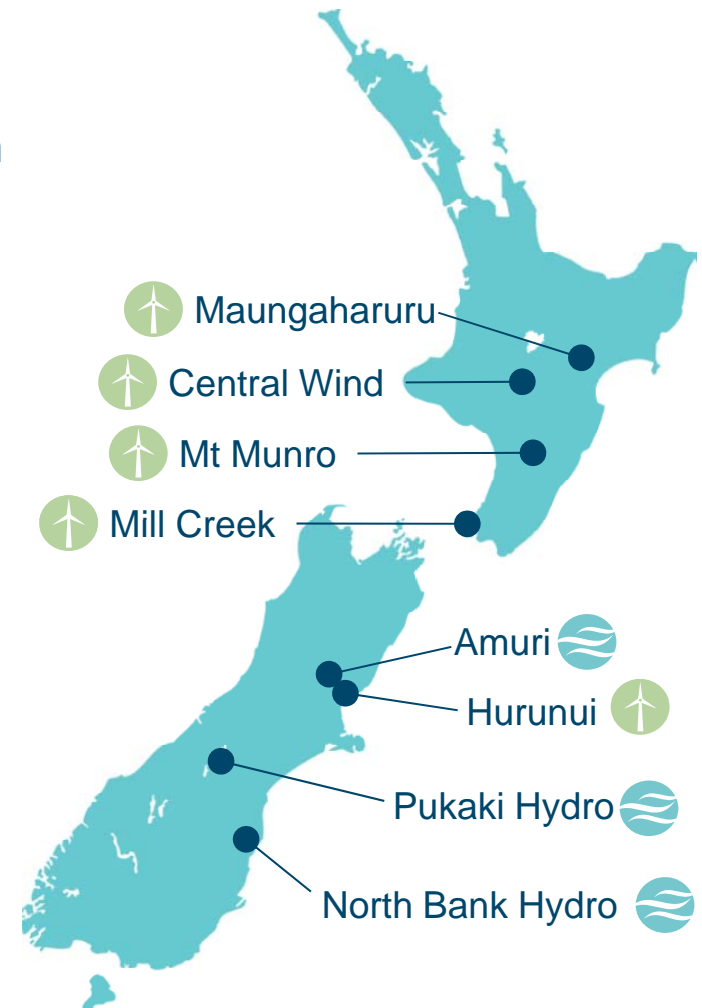 Maungaharuru
Central Wind
Mt Munro
Mill Creek
Amuri
Hurunui
Pukaki Hydro
North Bank Hydro